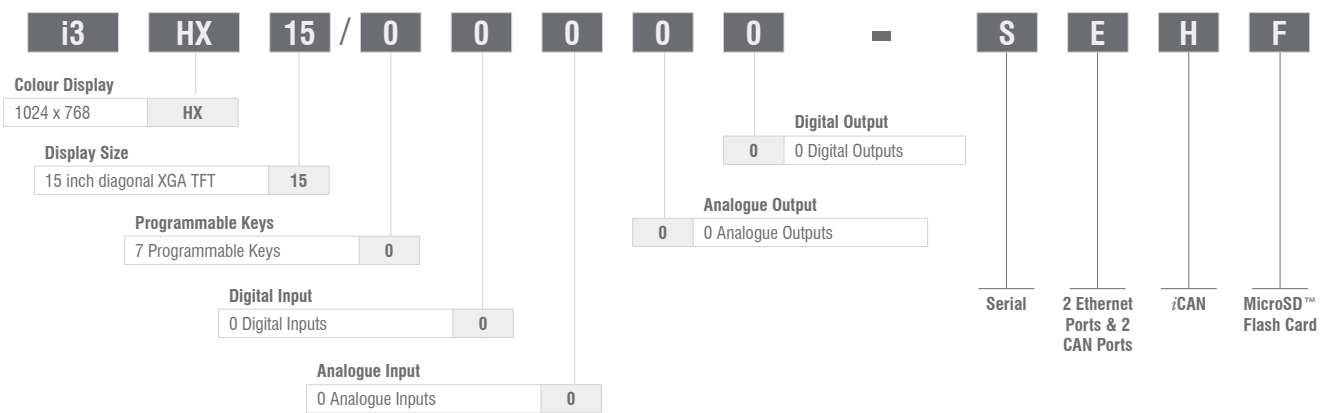 i3 HX 15 / 0 0 0 0 0 - S E H F
Colour Display
1024 x 768 HX
Display Size
15 inch diagonal XGA TFT 15
Programmable Keys
7 Programmable Keys 0
Digital Input
0 Digital Inputs 0
Analogue Input
0 Analogue Inputs 0
Digital Output
0 0 Digital Outputs
Analogue Output
0 0 Analogue Outputs
Serial
2 Ethernet
Ports & 2
CAN Ports
iCAN
MicroSD™
Flash Card